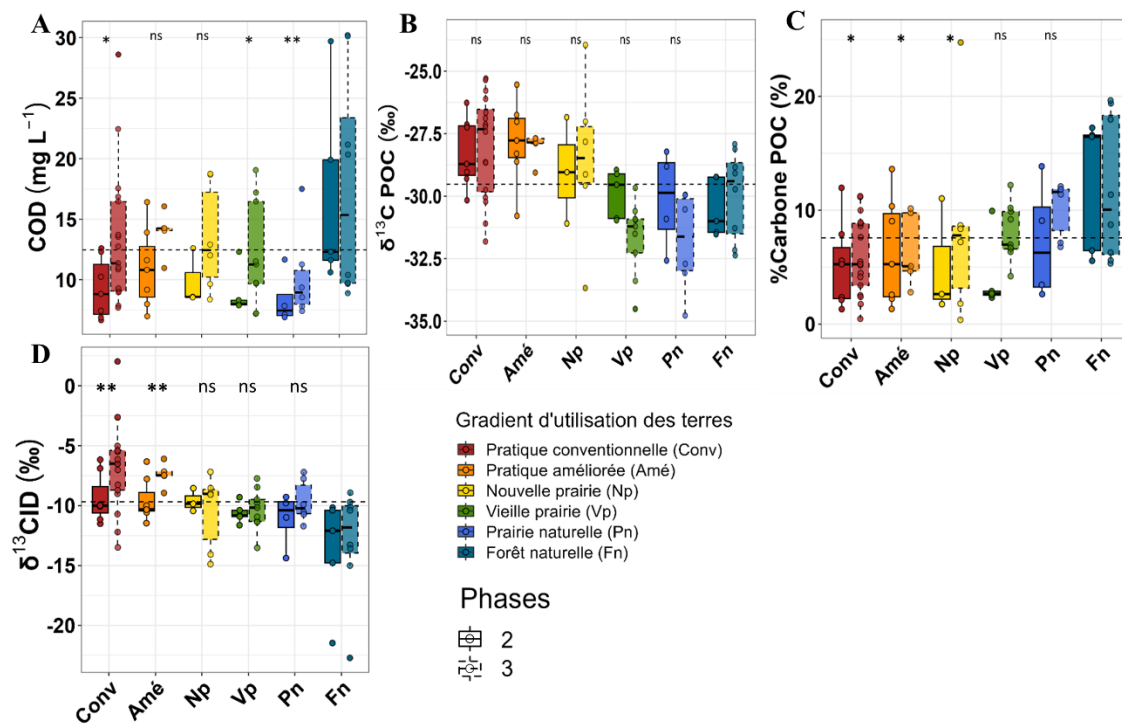 A
COD (mg L⁻¹)
30
25
20
15
10
* ns ns * **
B
δ¹³C POC (‰)
-25.0
-27.5
-30.0
-32.5
-35.0
ns ns ns ns ns
Conv Amé Np Vp Pn Fn
C
%Carbone POC (%)
20
10
0
* * * ns ns
Conv Amé Np Vp Pn Fn
D
δ¹³CID (‰)
0
-5
-10
-15
-20
** ** ns ns ns
Conv Amé Np Vp Pn Fn
Gradient d'utilisation des terres
Pratique conventionnelle (Conv)
Pratique améliorée (Amé)
Nouvelle prairie (Np)
Vieille prairie (Vp)
Prairie naturelle (Pn)
Forêt naturelle (Fn)
Phases
2
3